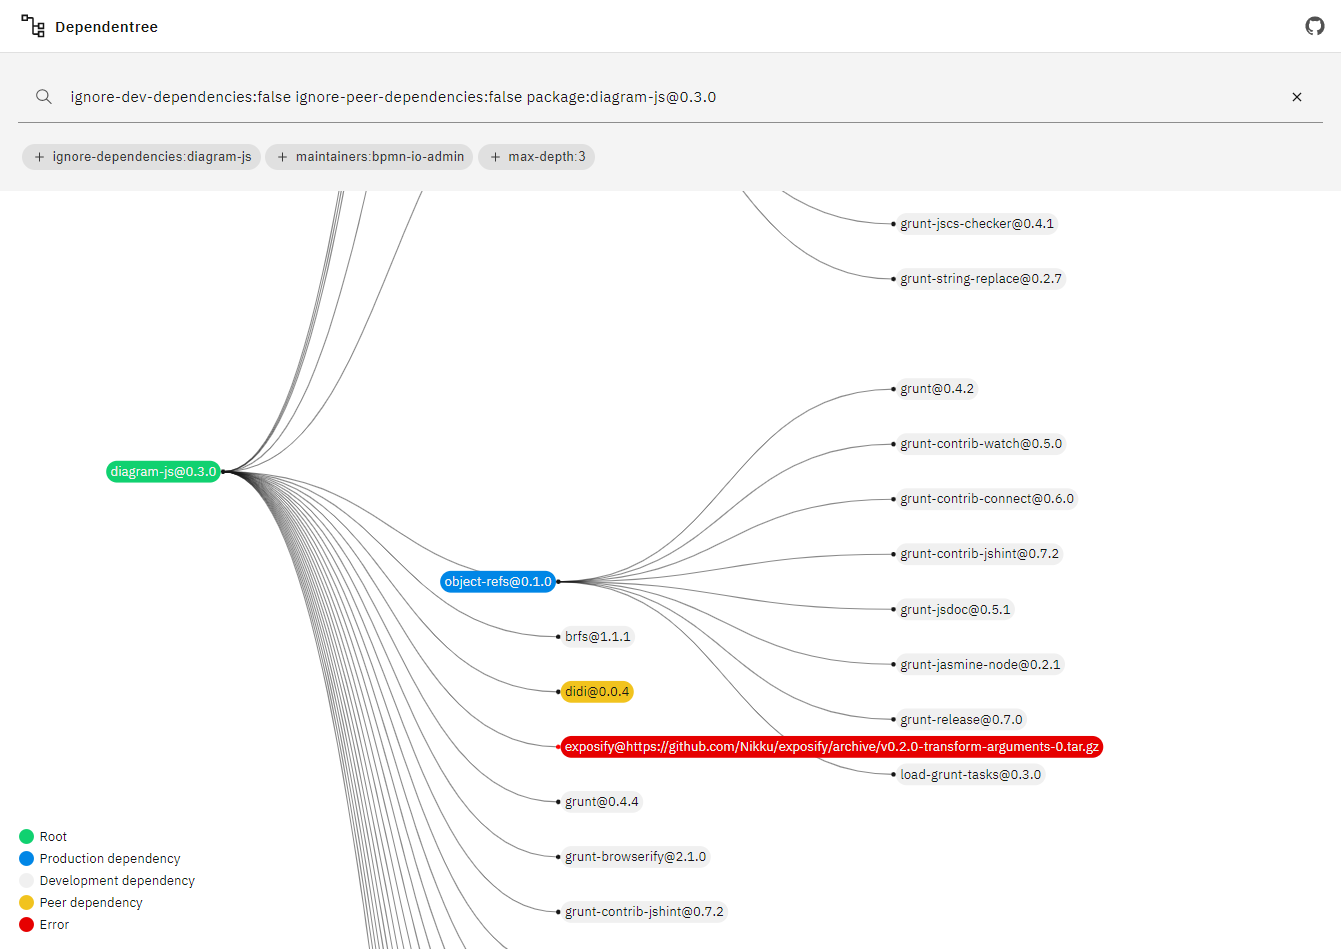 Dependentree
ignore-dev-dependencies:false ignore-peer-dependencies:false package:diagram-js@0.3.0
ignore-dependencies:diagram-js
maintainers:bpmn-io-admin
max-depth:3
grunt-jscs-checker@0.4.1
grunt-string-replace@0.2.7
grunt@0.4.2
grunt-contrib-watch@0.5.0
diagram-js@0.3.0
grunt-contrib-connect@0.6.0
grunt-contrib-jshint@0.7.2
object-refs@0.1.0
grunt-jsdoc@0.5.1
brfs@1.1.1
grunt-jasmine-node@0.2.1
didi@0.0.4
grunt-release@0.7.0
exposify@https://github.com/Nikku/exposify/archive/v0.2.0-transform-arguments-0.tar.gz
load-grunt-tasks@0.3.0
grunt@0.4.4
grunt-browserify@2.1.0
grunt-contrib-jshint@0.7.2
Root
Production dependency
Development dependency
Peer dependency
Error